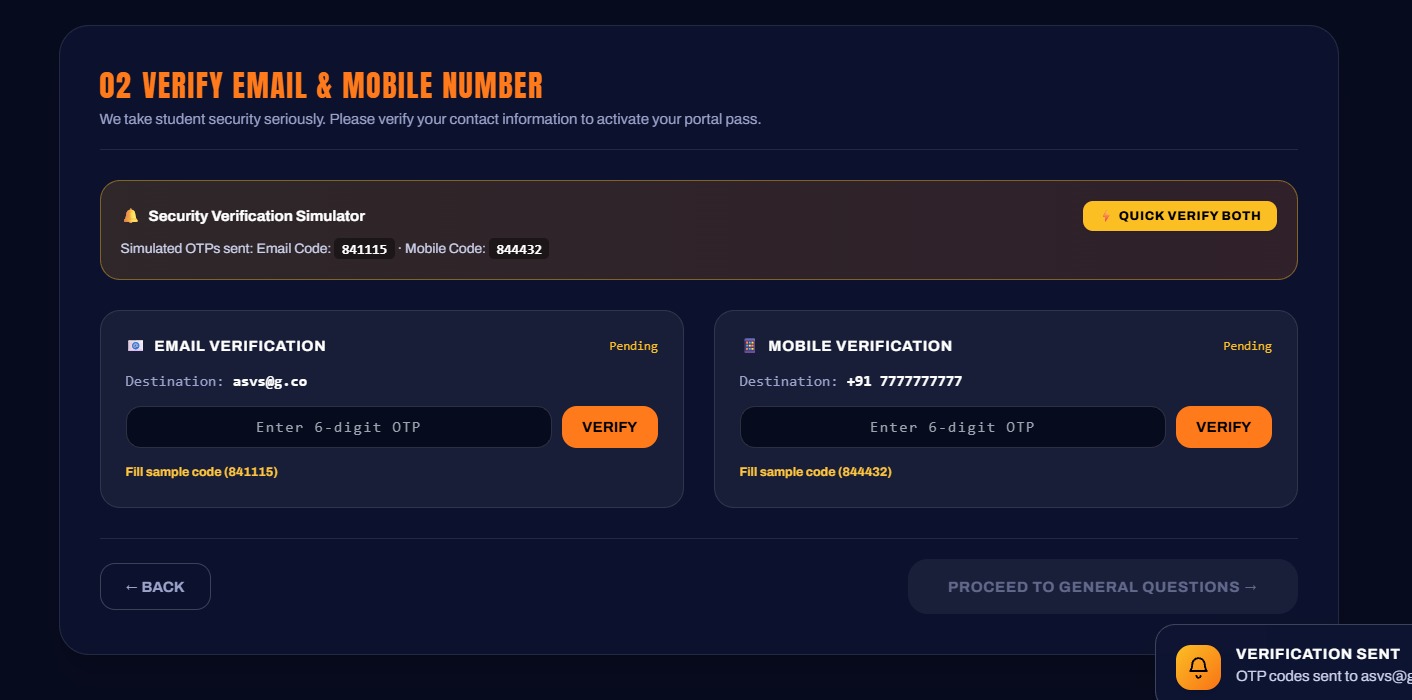 02 VERIFY EMAIL & MOBILE NUMBER
We take student security seriously. Please verify your contact information to activate your portal pass.
Security Verification Simulator
QUICK VERIFY BOTH
Simulated OTPs sent: Email Code: 841115 · Mobile Code: 844432
EMAIL VERIFICATION
Pending
Destination: asvs@g.co
Enter 6-digit OTP
VERIFY
Fill sample code (841115)
MOBILE VERIFICATION
Pending
Destination: +91 7777777777
Enter 6-digit OTP
VERIFY
Fill sample code (844432)
← BACK
PROCEED TO GENERAL QUESTIONS →
VERIFICATION SENT
OTP codes sent to asvs@g